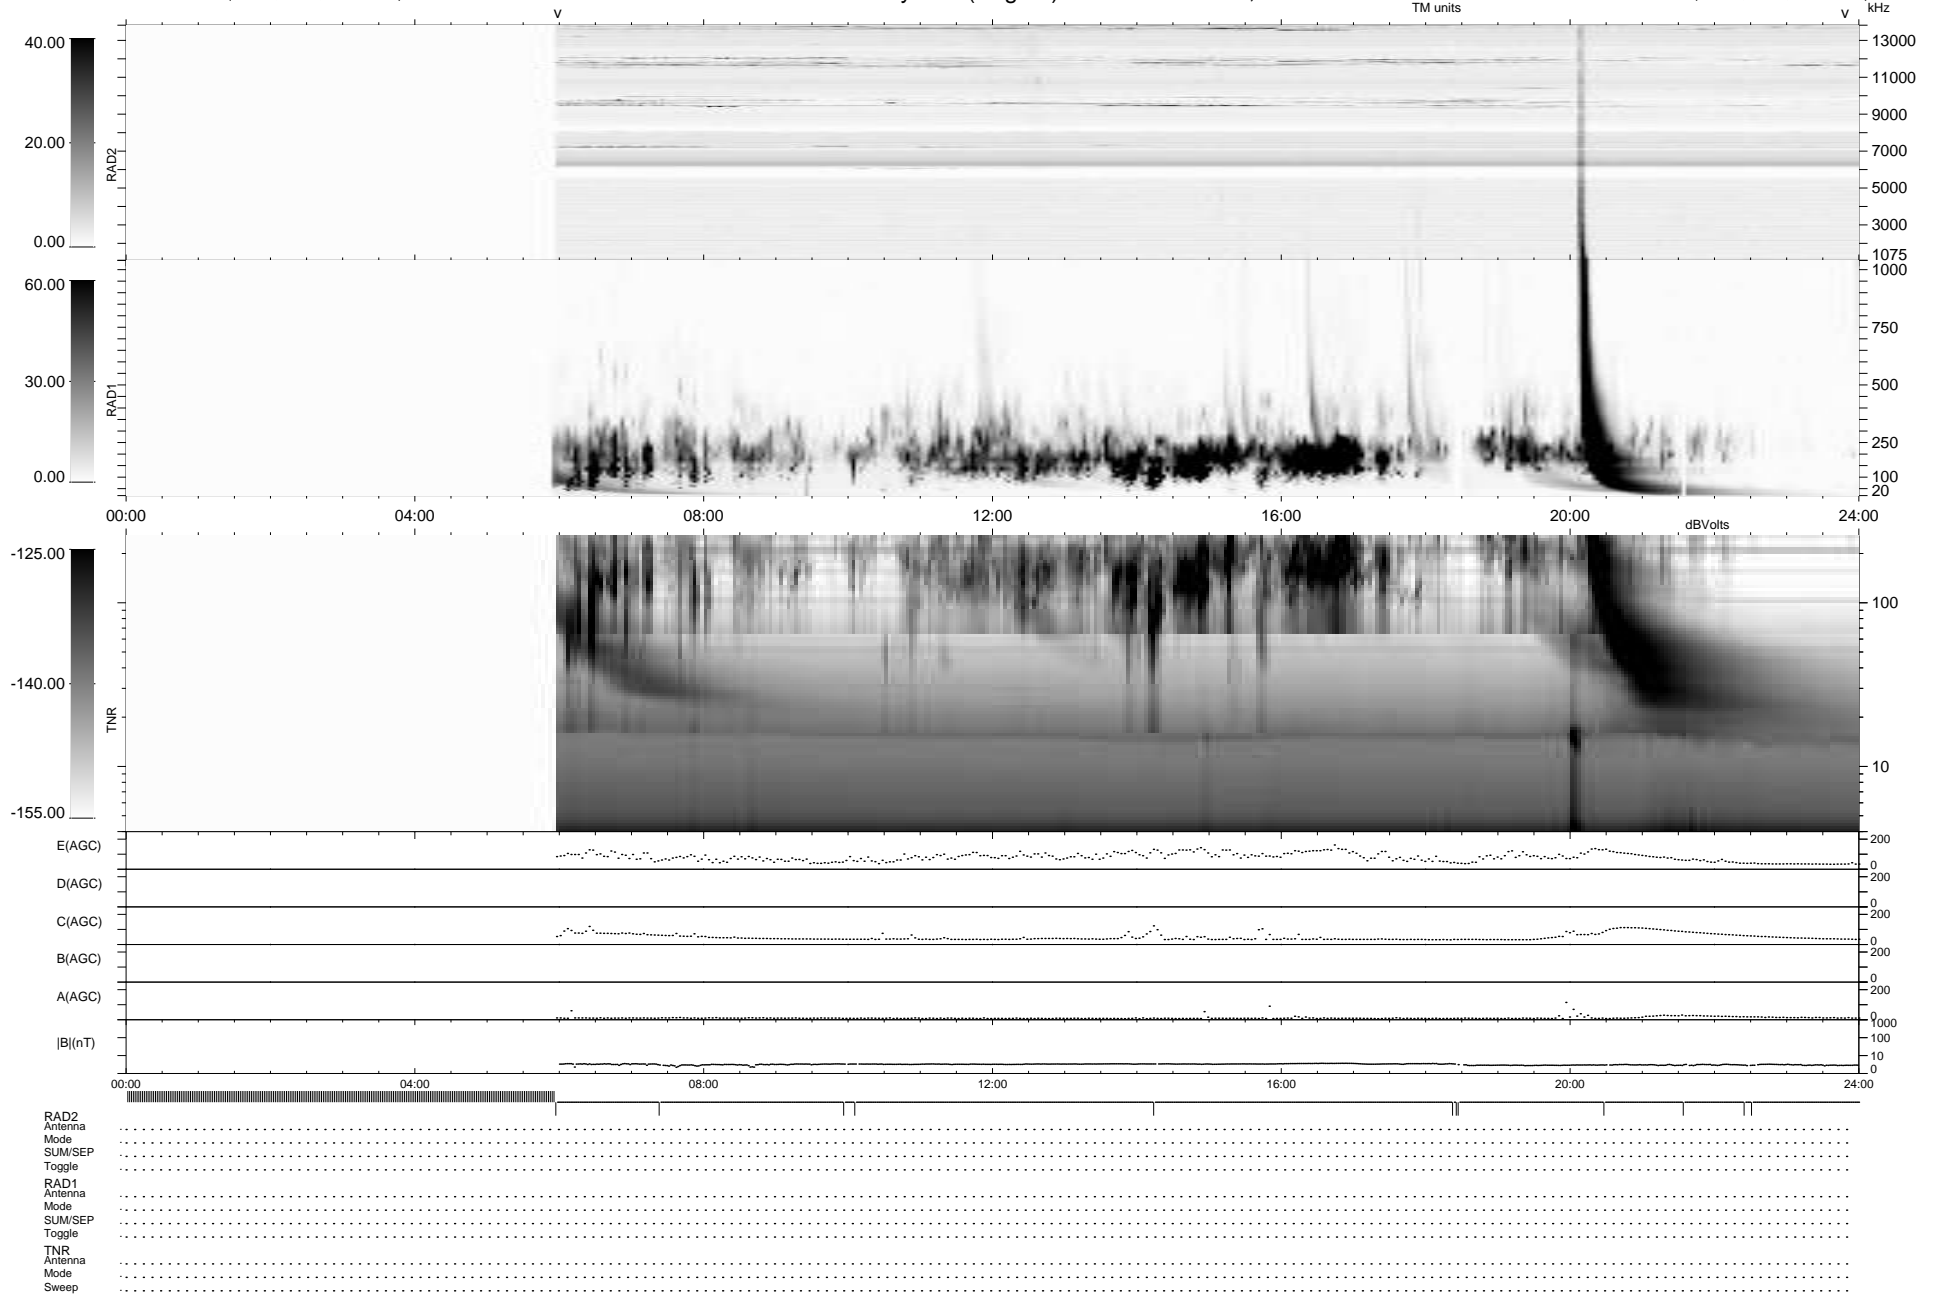 v TM units v kHz
40.00
20.00
0.00
RAD2
13000
11000
9000
7000
5000
3000
1075
60.00
30.00
0.00
RAD1
1000
750
500
250
100
20
00:00 04:00 08:00 12:00 16:00 20:00 24:00
dBVolts
-125.00
-140.00
-155.00
TNR
100
10
E(AGC) 200 0
D(AGC) 200 0
C(AGC) 200 0
B(AGC) 200 0
A(AGC) 200 0
|B|(nT) 1000 100 10 0
00:00 04:00 08:00 12:00 16:00 20:00 24:00
RAD2
Antenna
Mode
SUM/SEP
Toggle
RAD1
Antenna
Mode
SUM/SEP
Toggle
TNR
Antenna
Mode
Sweep